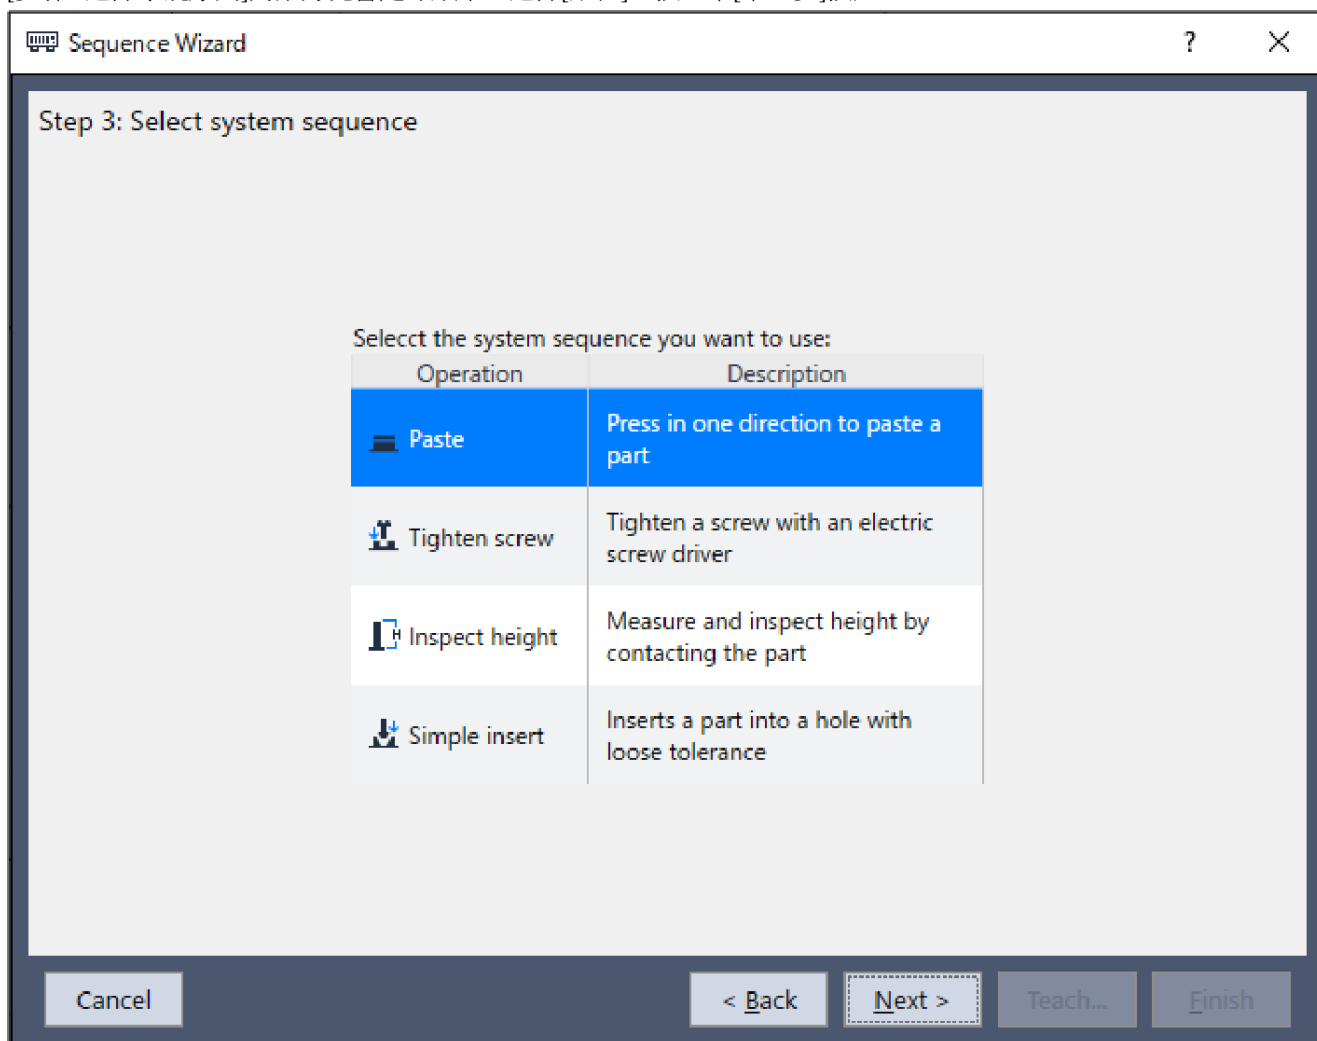 Sequence Wizard
?
Step 3: Select system sequence
Selecct the system sequence you want to use:
Operation Description
Paste Press in one direction to paste a
part
Tighten screw Tighten a screw with an electric
screw driver
Inspect height Measure and inspect height by
contacting the part
Simple insert Inserts a part into a hole with
loose tolerance
Cancel < Back Next > Teach... Finish